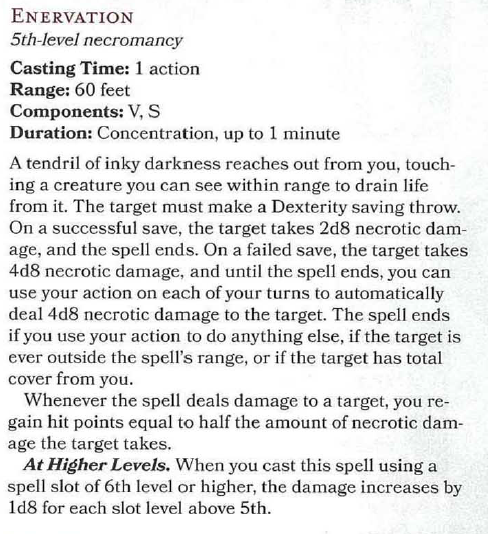 ENERVATION
5th-level necromancy
Casting Time: 1 action
Range: 60 feet
Components: V, S
Duration: Concentration, up to 1 minute
A tendril of inky darkness reaches out from you, touch-
ing a creature you can see within range to drain life
from it. The target must make a Dexterity saving throw.
On a successful save, the target takes 2d8 necrotic dam-
age, and the spell ends. On a failed save, the target takes
4d8 necrotic damage, and until the spell ends, you can
use your action on each of your turns to automatically
deal 4d8 necrotic damage to the target. The spell ends
if you use your action to do anything else, if the target is
ever outside the spell's range, or if the target has total
cover from you.
Whenever the spell deals damage to a target, you re-
gain hit points equal to half the amount of necrotic dam-
age the target takes.
At Higher Levels. When you cast this spell using a
spell slot of 6th level or higher, the damage increases by
1d8 for each slot level above 5th.